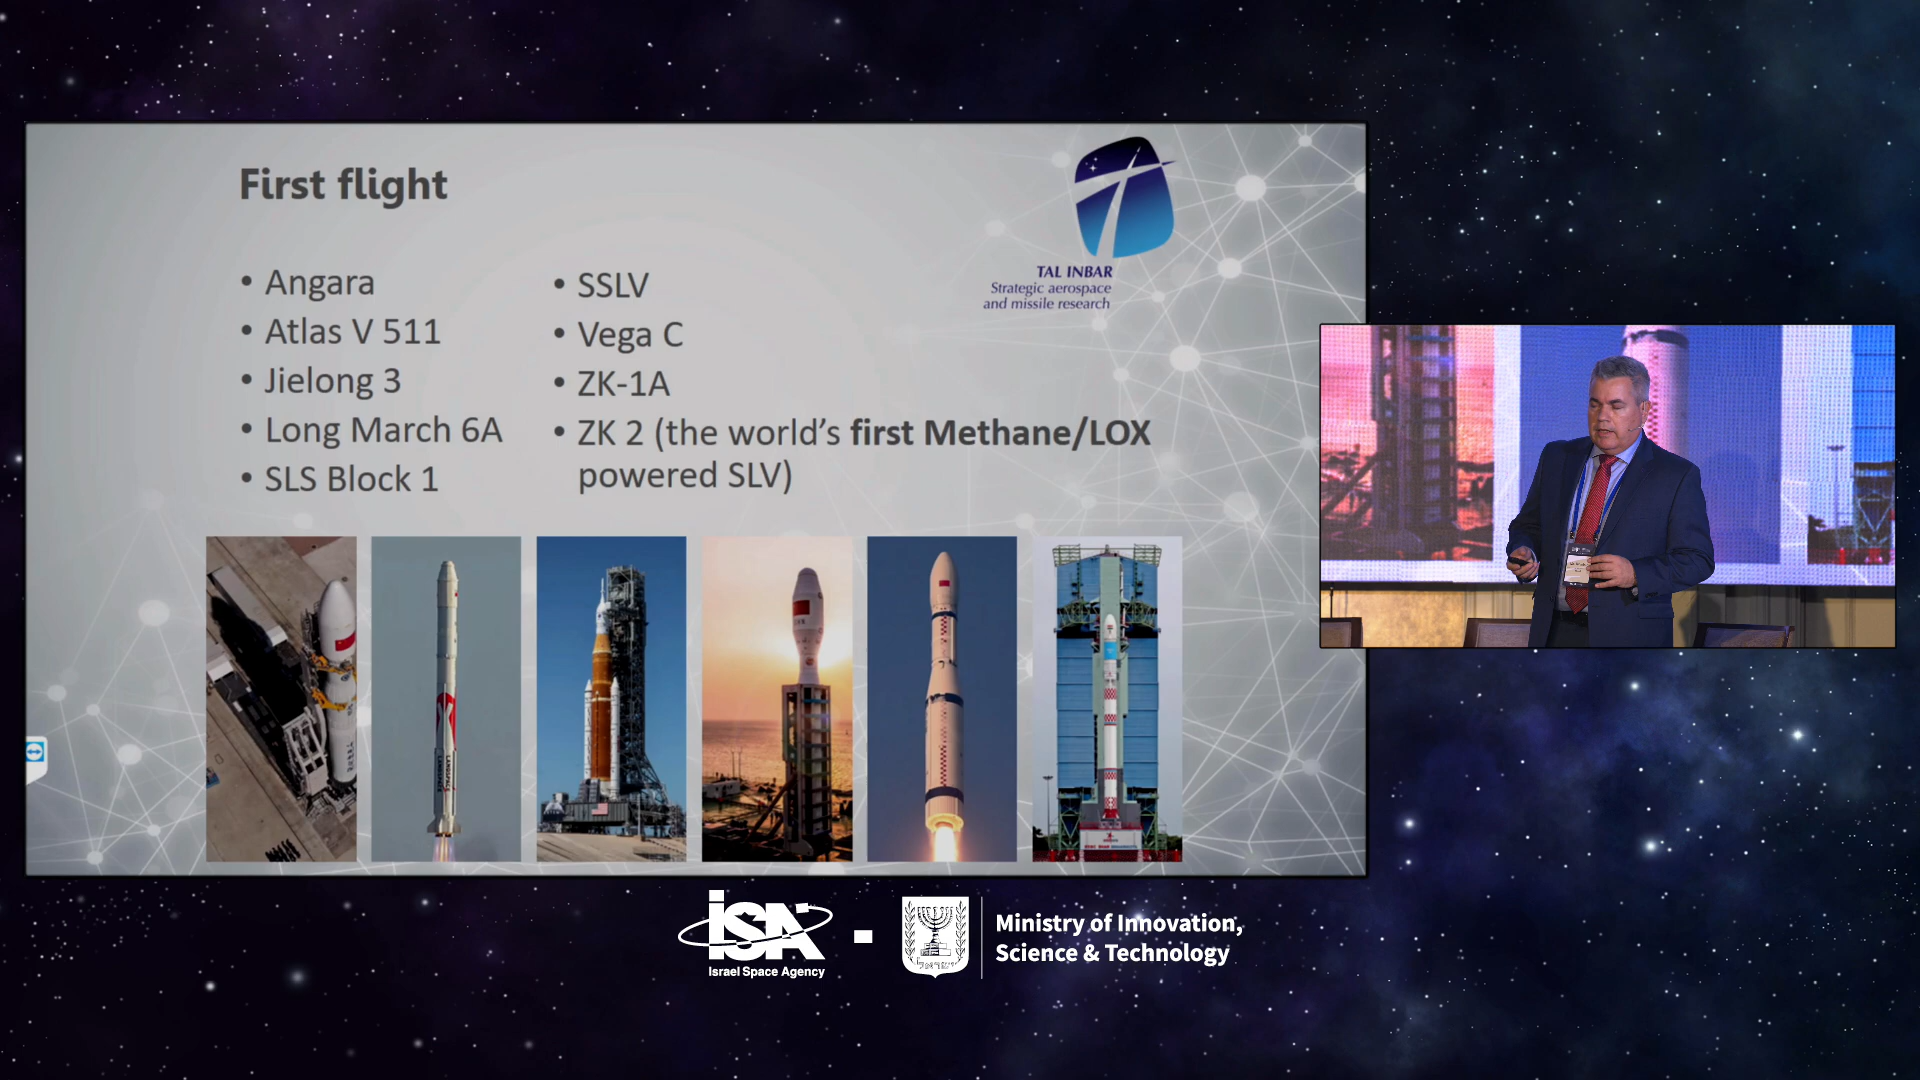 First flight
TAL INBAR
Strategic aerospace
and missile research
• Angara
• Atlas V 511
• Jielong 3
• Long March 6A
• SLS Block 1
• SSLV
• Vega C
• ZK-1A
• ZK 2 (the world's first Methane/LOX
powered SLV)
LANDSPACE
iSA
Israel Space Agency
Ministry of Innovation,
Science & Technology